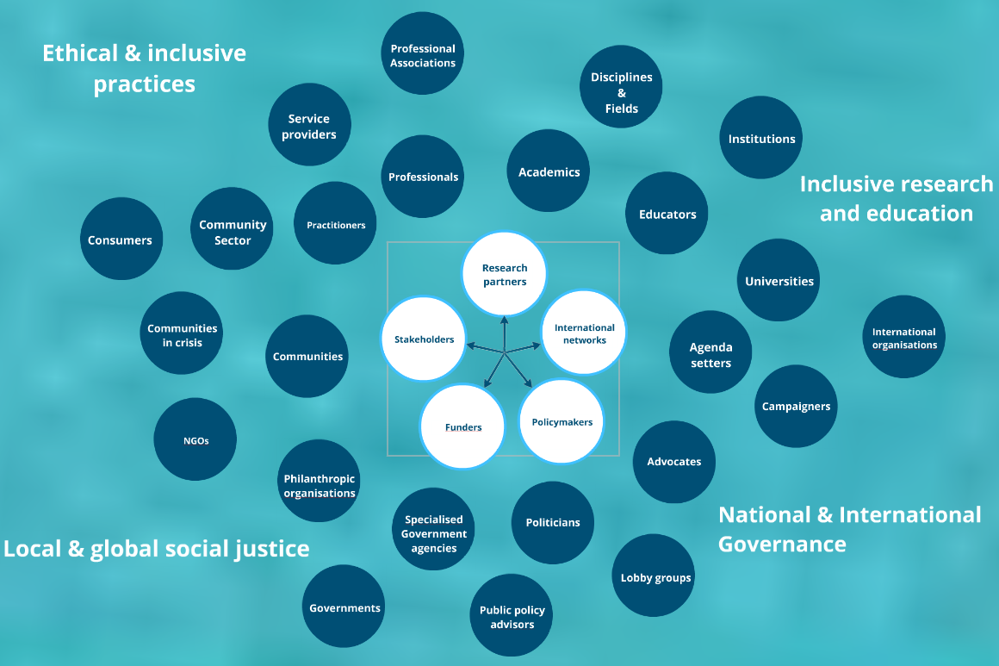 Ethical & inclusive
practices
Professional
Associations
Disciplines
&
Fields
Service
providers
Institutions
Professionals
Academics
Inclusive research
and education
Educators
Consumers
Community
Sector
Practitioners
Research
partners
Universities
Communities
in crisis
Communities
Stakeholders
International
networks
Agenda
setters
International
organisations
Campaigners
Funders
Policymakers
NGOs
Philanthropic
organisations
Advocates
Specialised
Government
agencies
Politicians
National & International
Governance
Local & global social justice
Lobby groups
Governments
Public policy
advisors